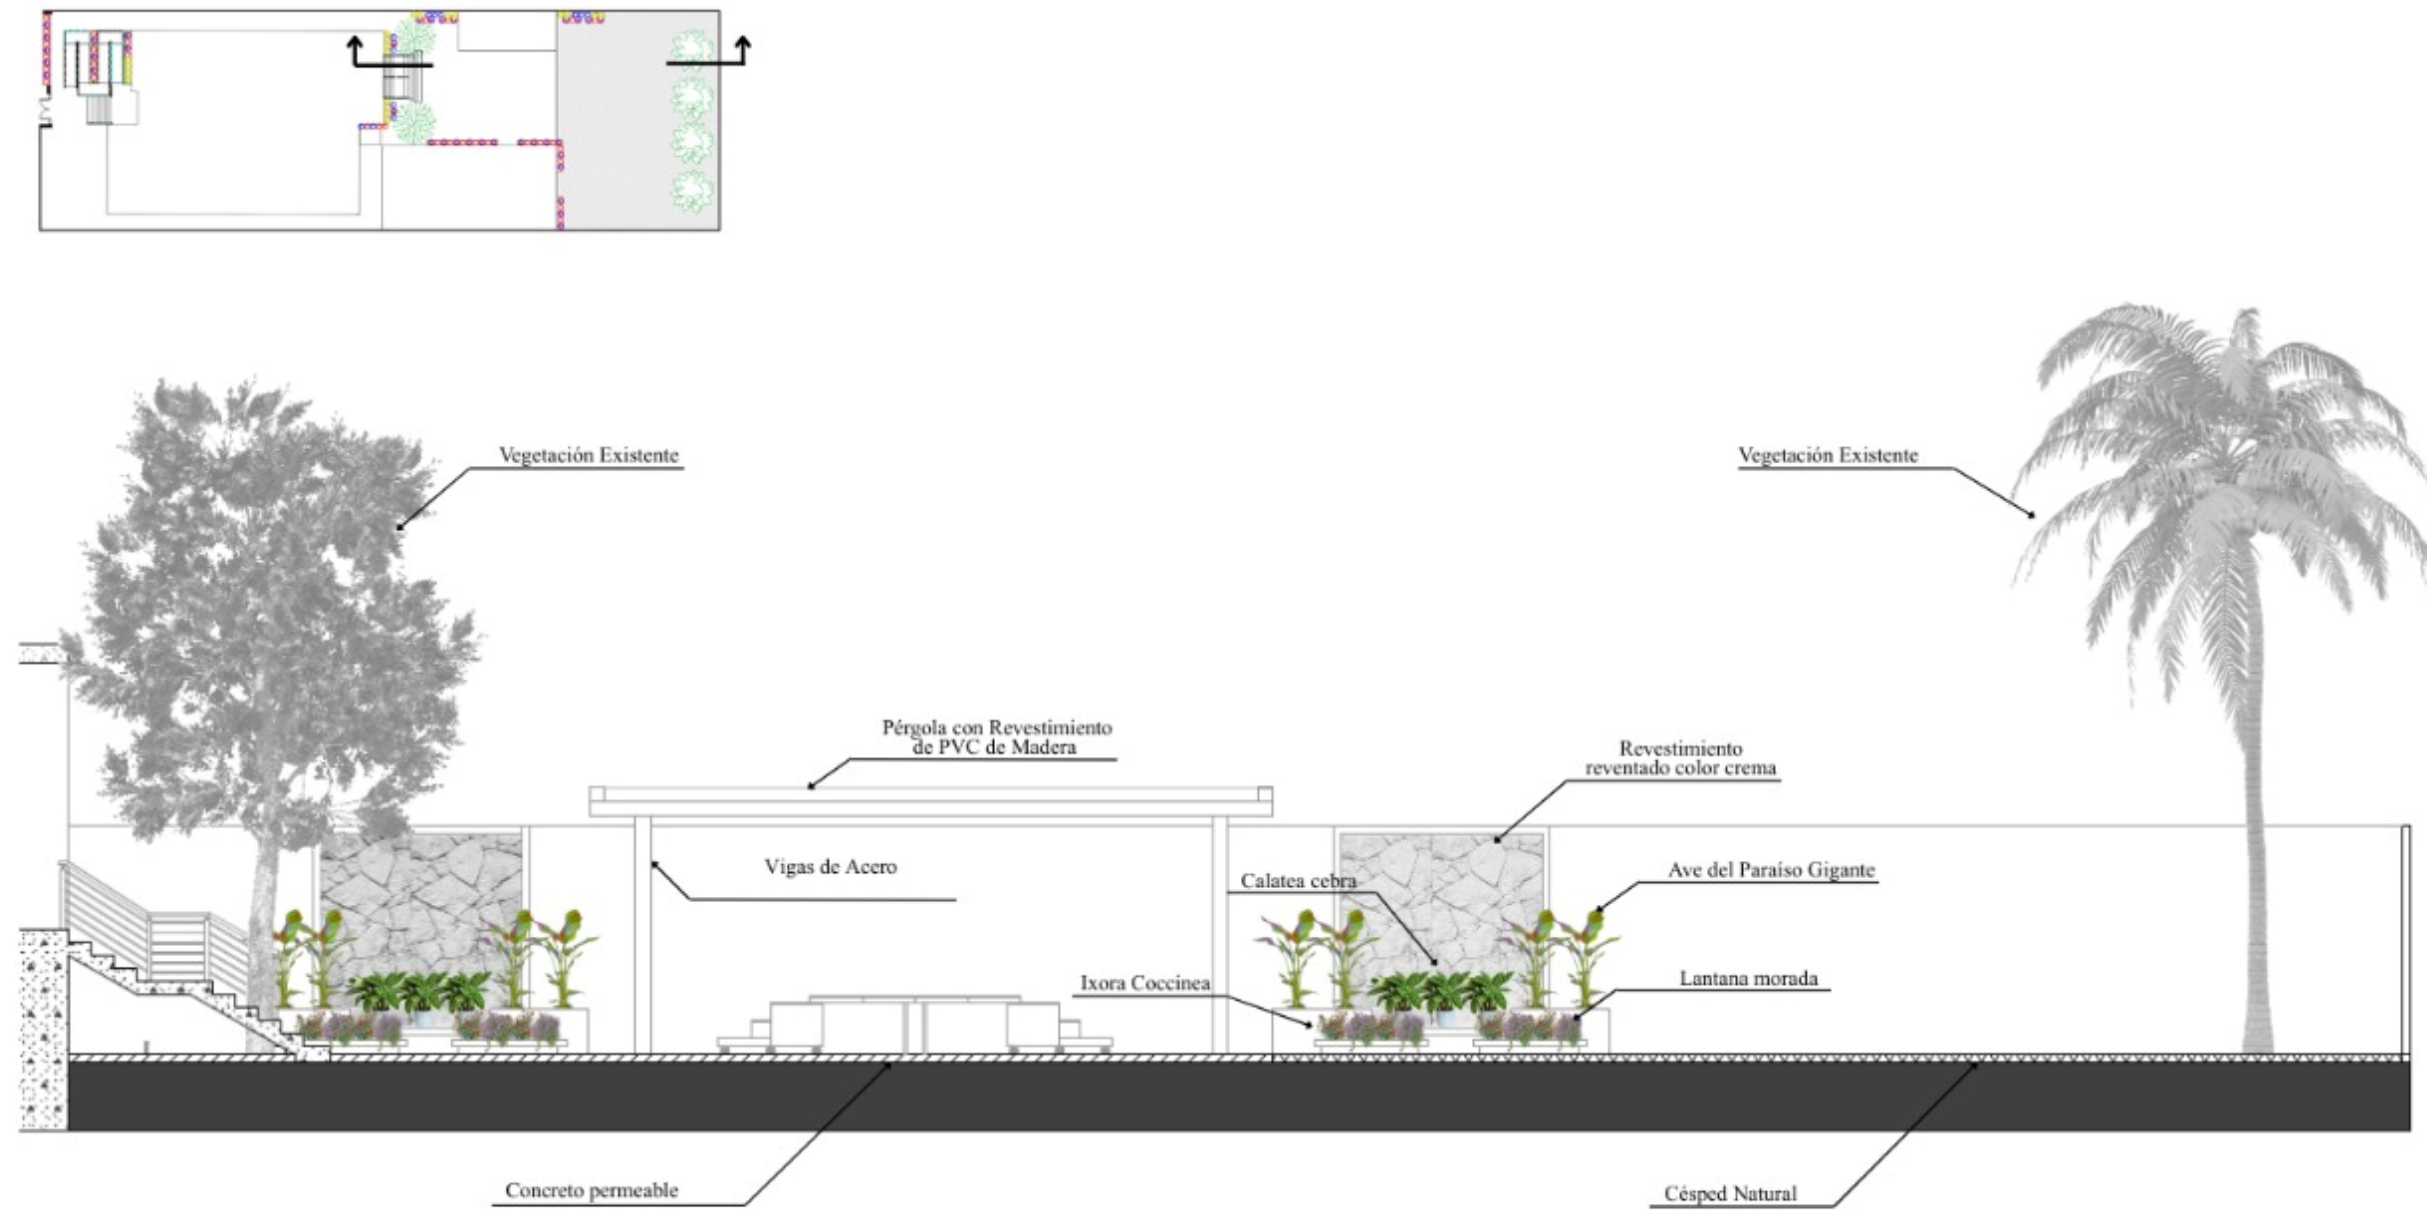 Vegetación Existente
Vegetación Existente
Pérgola con Revestimiento
de PVC de Madera
Revestimiento
reventado color crema
Vigas de Acero
Calatea cebra
Ave del Paraíso Gigante
Ixora Coccinea
Lantana morada
Concreto permeable
Césped Natural